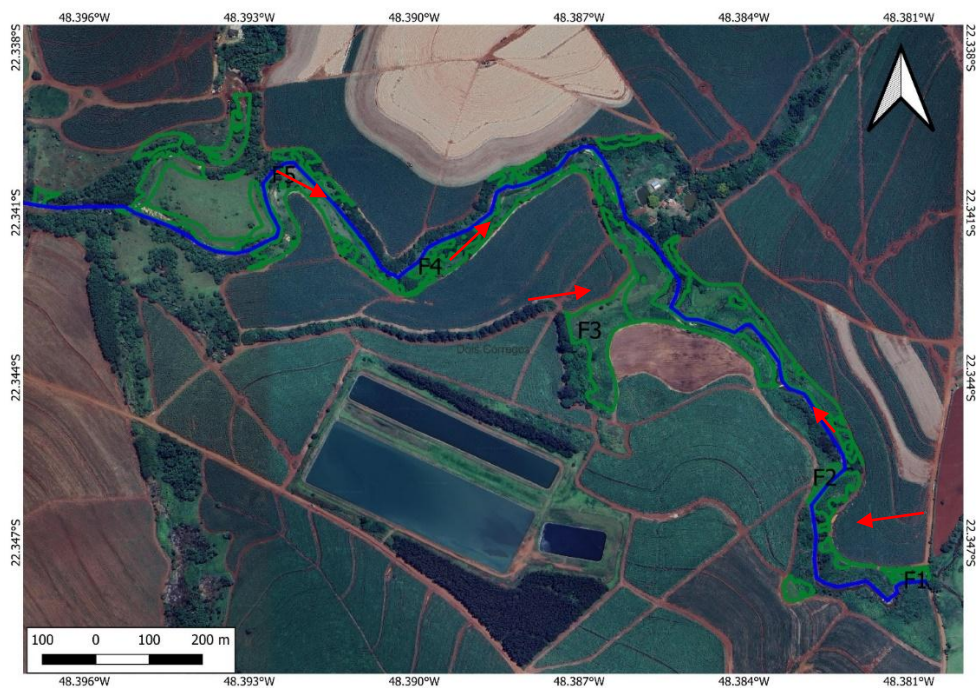 48.396°W 48.393°W 48.390°W 48.387°W 48.384°W 48.381°W
22.338°S 22.338°S
F5
22.341°S 22.341°S
F4
F3
Dois Córregos
22.344°S 22.344°S
F2
22.347°S 22.347°S
F1
100 0 100 200 m
48.396°W 48.393°W 48.390°W 48.387°W 48.384°W 48.381°W